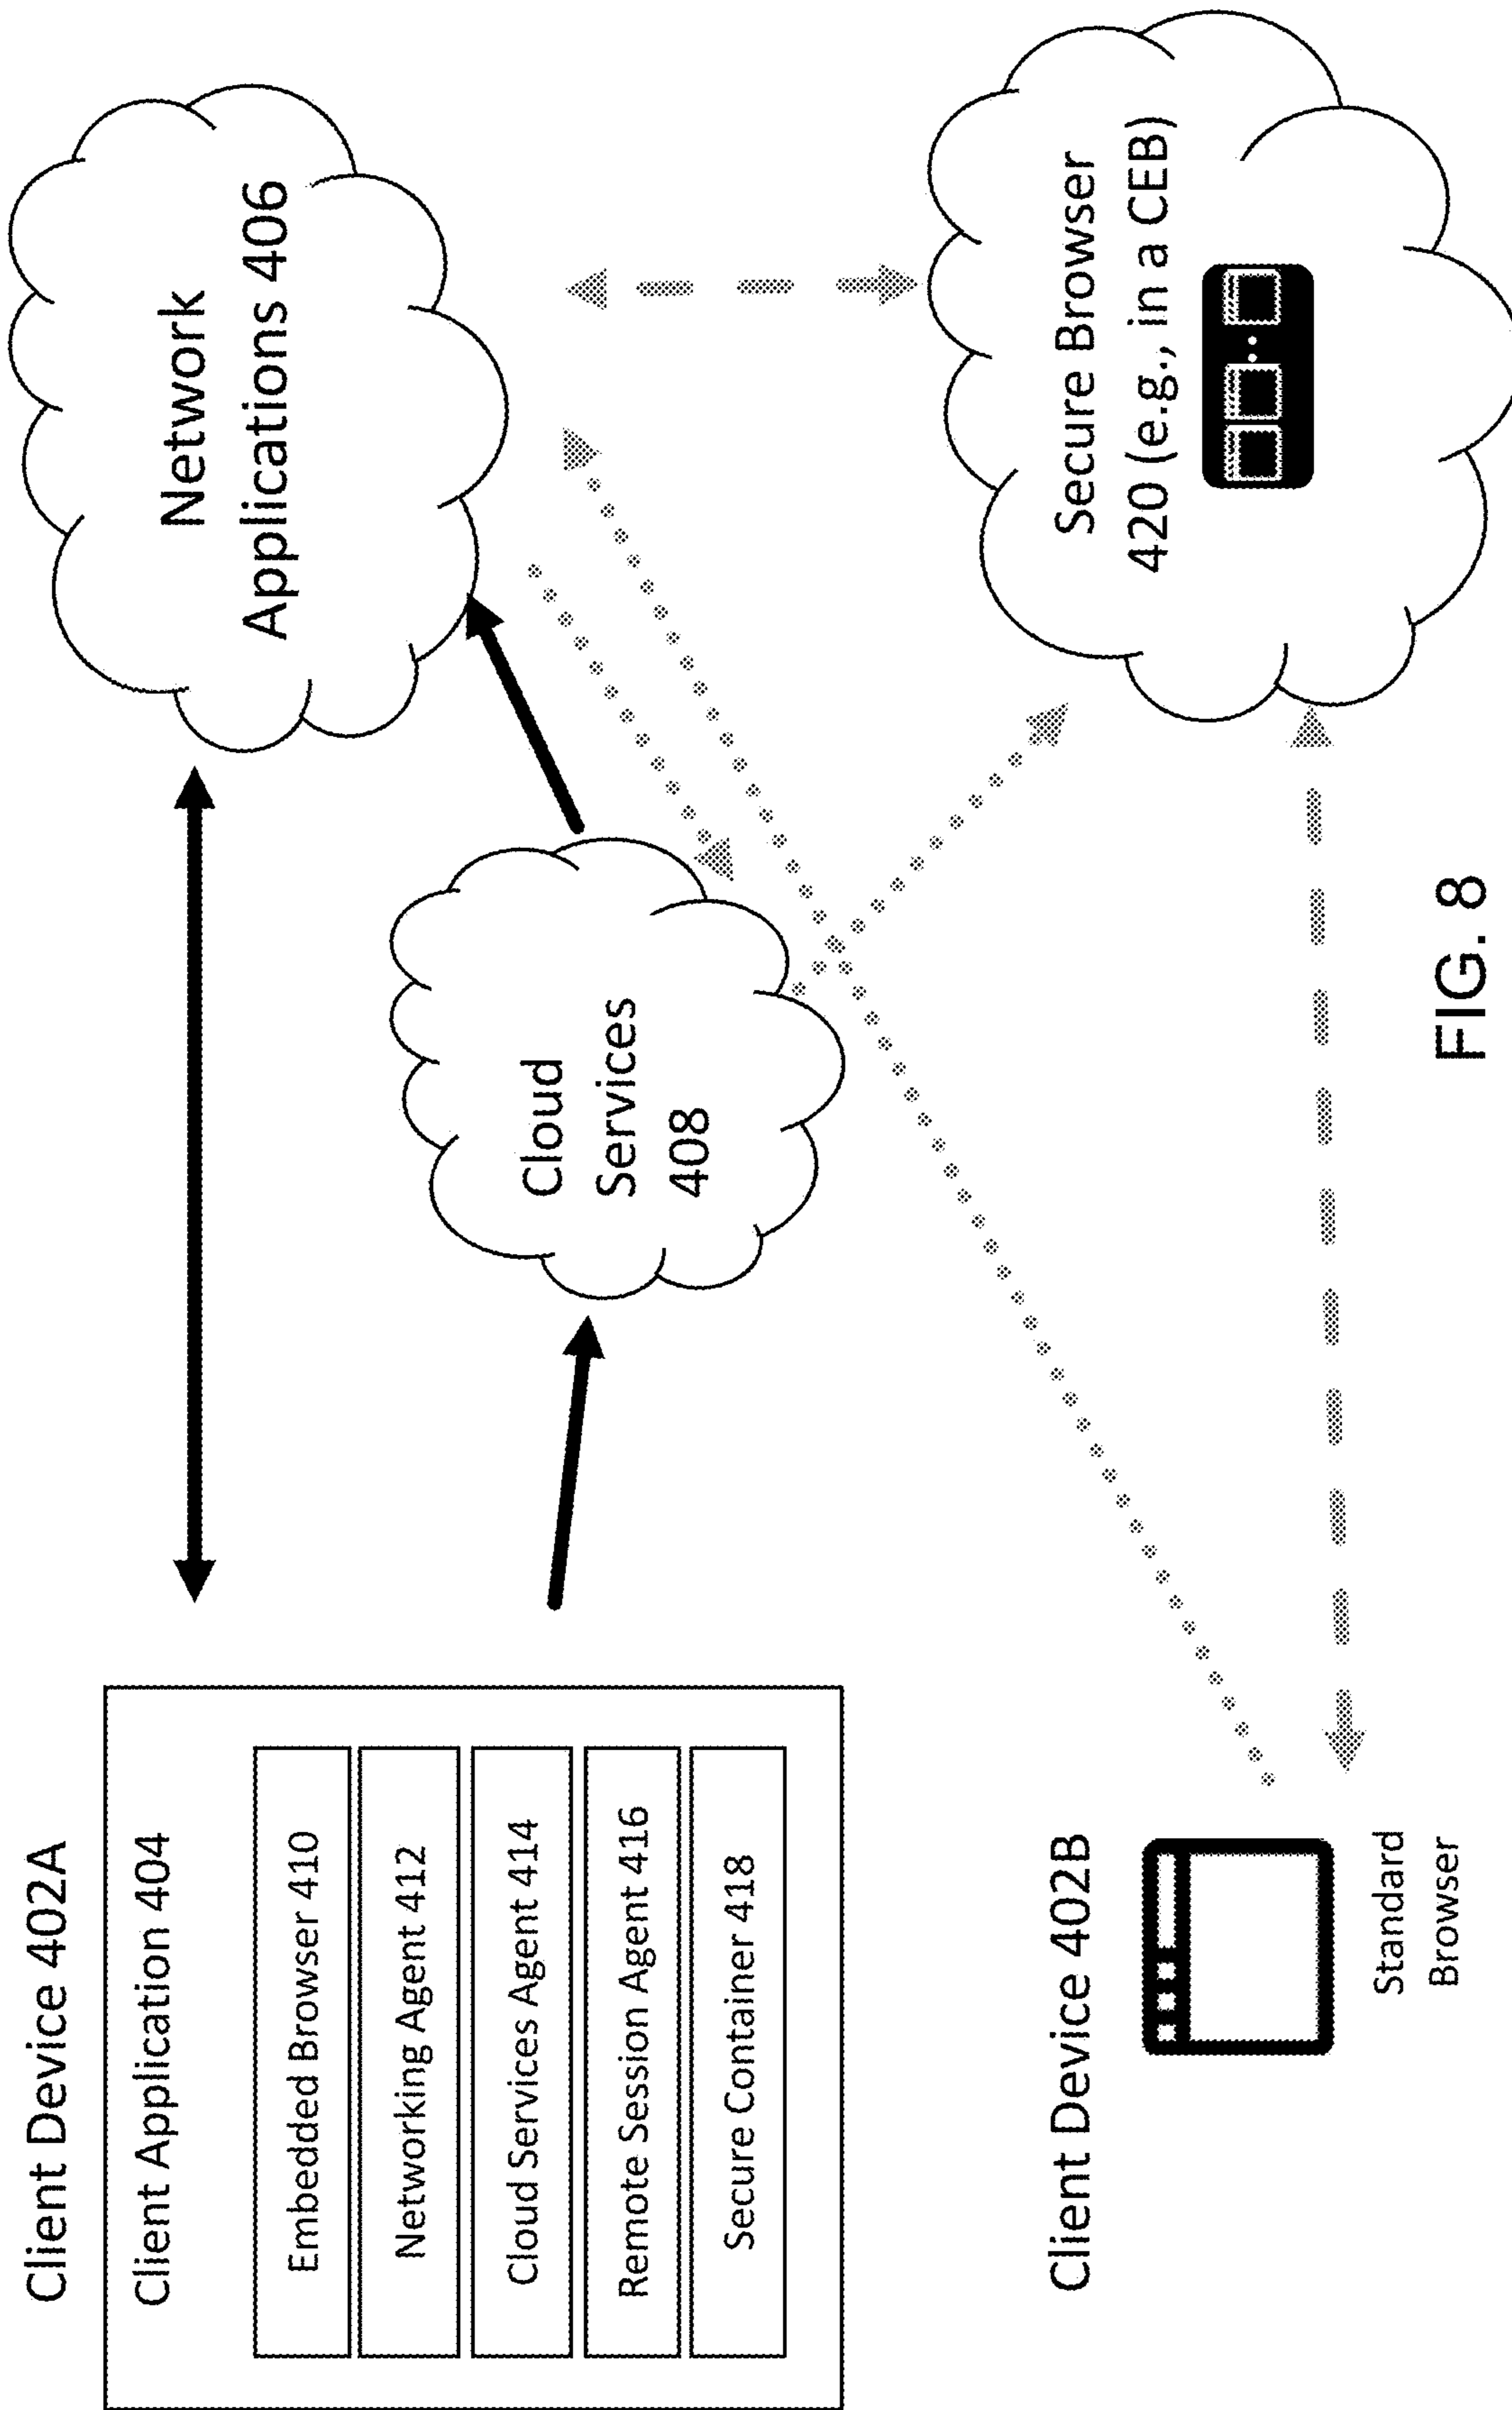 Client Device 402A
Client Application 404
Embedded Browser 410
Networking Agent 412
Cloud Services Agent 414
Remote Session Agent 416
Secure Container 418
Network
Applications 406
Cloud
Services
408
Client Device 402B
Standard
Browser
Secure Browser
420 (e.g., in a CEB)
FIG. 8